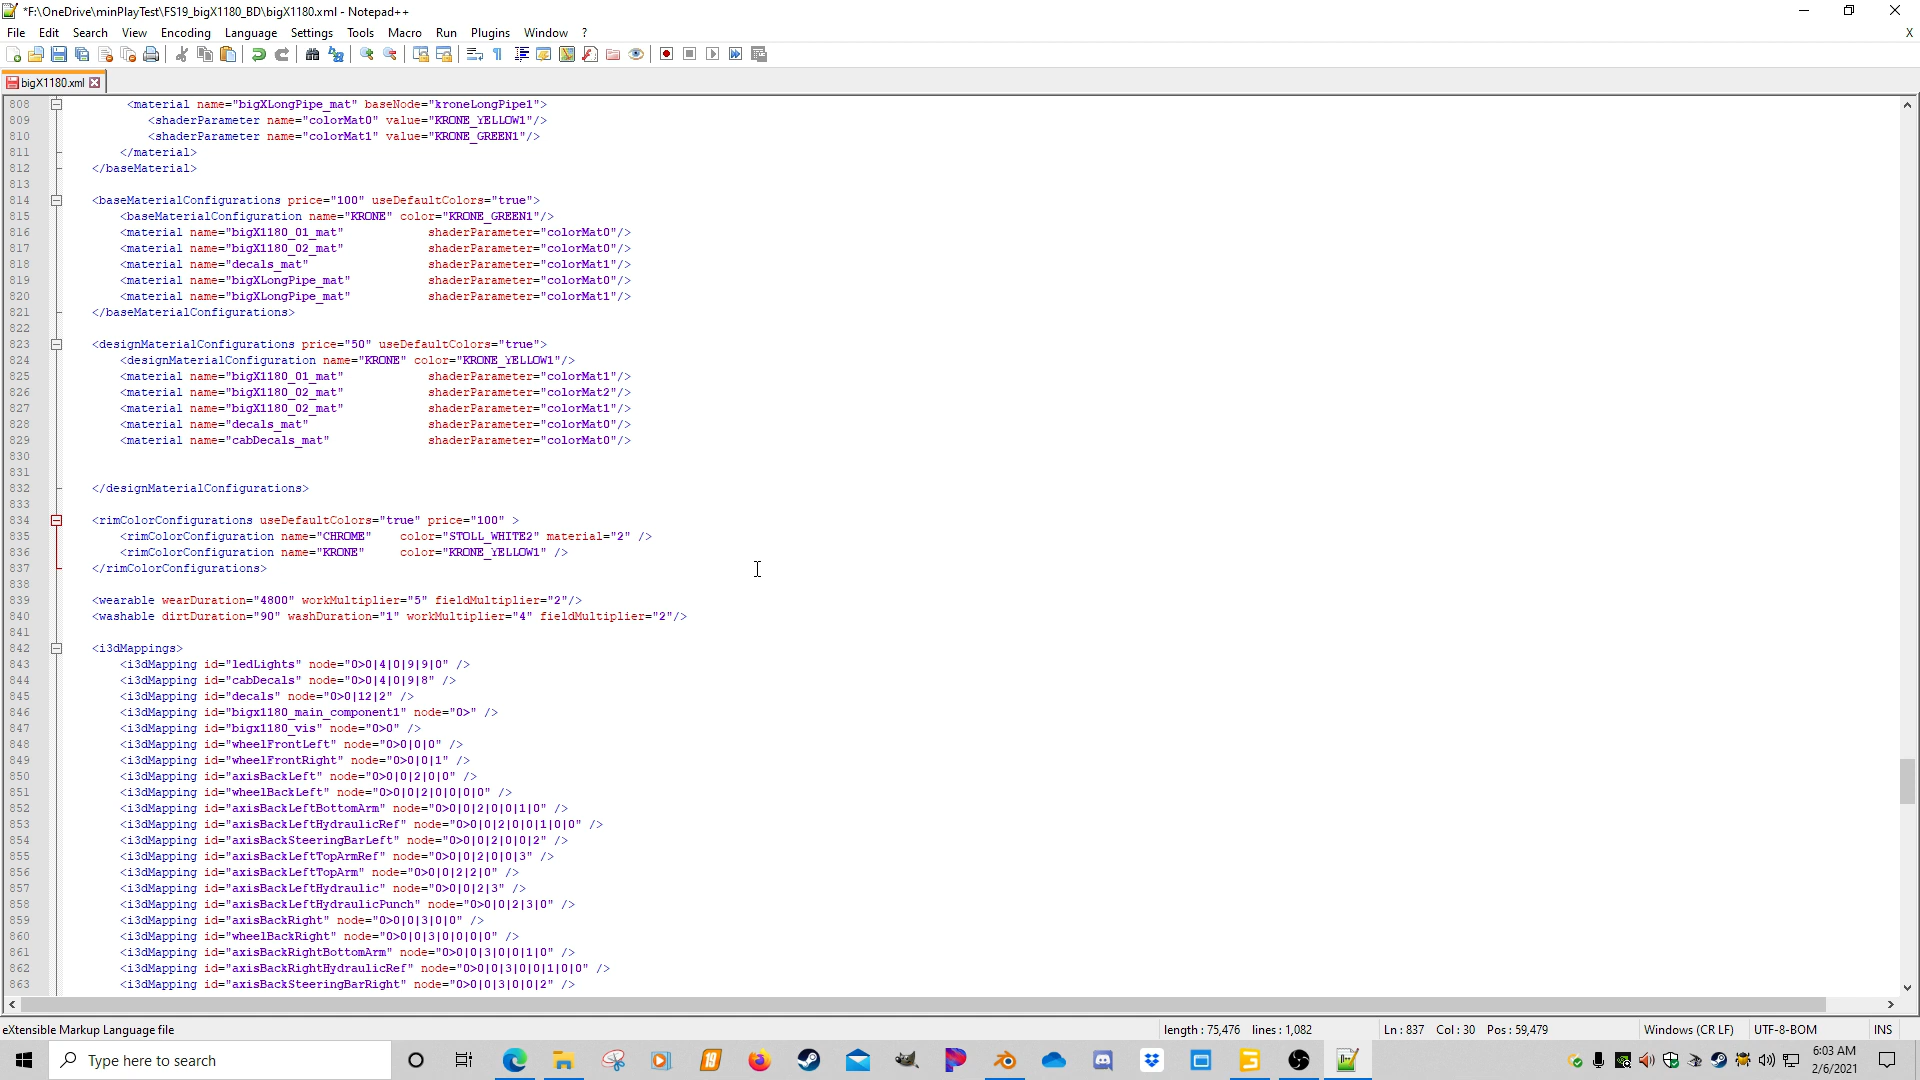 *F:\OneDrive\minPlayTest\FS19_bigX1180_BD\bigX1180.xml - Notepad++
File Edit Search View Encoding Language Settings Tools Macro Run Plugins Window ? X
bigX1180.xml
808 <material name="bigXLongPipe_mat" baseNode="kroneLongPipe1">
809 <shaderParameter name="colorMat0" value="KRONE_YELLOW1"/>
810 <shaderParameter name="colorMat1" value="KRONE_GREEN1"/>
811 </material>
812 </baseMaterial>
813
814 <baseMaterialConfigurations price="100" useDefaultColors="true">
815 <baseMaterialConfiguration name="KRONE" color="KRONE_GREEN1"/>
816 <material name="bigX1180_01_mat" shaderParameter="colorMat0"/>
817 <material name="bigX1180_02_mat" shaderParameter="colorMat0"/>
818 <material name="decals_mat" shaderParameter="colorMat1"/>
819 <material name="bigXLongPipe_mat" shaderParameter="colorMat0"/>
820 <material name="bigXLongPipe_mat" shaderParameter="colorMat1"/>
821 </baseMaterialConfigurations>
822
823 <designMaterialConfigurations price="50" useDefaultColors="true">
824 <designMaterialConfiguration name="KRONE" color="KRONE_YELLOW1"/>
825 <material name="bigX1180_01_mat" shaderParameter="colorMat1"/>
826 <material name="bigX1180_02_mat" shaderParameter="colorMat2"/>
827 <material name="bigX1180_02_mat" shaderParameter="colorMat1"/>
828 <material name="decals_mat" shaderParameter="colorMat0"/>
829 <material name="cabDecals_mat" shaderParameter="colorMat0"/>
830
831
832 </designMaterialConfigurations>
833
834 <rimColorConfigurations useDefaultColors="true" price="100" >
835 <rimColorConfiguration name="CHROME" color="STOLL_WHITE2" material="2" />
836 <rimColorConfiguration name="KRONE" color="KRONE_YELLOW1" />
837 </rimColorConfigurations>
838
839 <wearable wearDuration="4800" workMultiplier="5" fieldMultiplier="2"/>
840 <washable dirtDuration="90" washDuration="1" workMultiplier="4" fieldMultiplier="2"/>
841
842 <i3dMappings>
843 <i3dMapping id="ledLights" node="0>0|4|0|9|9|0" />
844 <i3dMapping id="cabDecals" node="0>0|4|0|9|8" />
845 <i3dMapping id="decals" node="0>0|12|2" />
846 <i3dMapping id="bigx1180_main_component1" node="0>" />
847 <i3dMapping id="bigx1180_vis" node="0>0" />
848 <i3dMapping id="wheelFrontLeft" node="0>0|0|0" />
849 <i3dMapping id="wheelFrontRight" node="0>0|0|1" />
850 <i3dMapping id="axisBackLeft" node="0>0|0|2|0|0" />
851 <i3dMapping id="wheelBackLeft" node="0>0|0|2|0|0|0|0" />
852 <i3dMapping id="axisBackLeftBottomArm" node="0>0|0|2|0|0|1|0" />
853 <i3dMapping id="axisBackLeftHydraulicRef" node="0>0|0|2|0|0|1|0|0" />
854 <i3dMapping id="axisBackSteeringBarLeft" node="0>0|0|2|0|0|2" />
855 <i3dMapping id="axisBackLeftTopArmRef" node="0>0|0|2|0|0|3" />
856 <i3dMapping id="axisBackLeftTopArm" node="0>0|0|2|2|0" />
857 <i3dMapping id="axisBackLeftHydraulic" node="0>0|0|2|3" />
858 <i3dMapping id="axisBackLeftHydraulicPunch" node="0>0|0|2|3|0" />
859 <i3dMapping id="axisBackRight" node="0>0|0|3|0|0" />
860 <i3dMapping id="wheelBackRight" node="0>0|0|3|0|0|0|0" />
861 <i3dMapping id="axisBackRightBottomArm" node="0>0|0|3|0|0|1|0" />
862 <i3dMapping id="axisBackRightHydraulicRef" node="0>0|0|3|0|0|1|0|0" />
863 <i3dMapping id="axisBackSteeringBarRight" node="0>0|0|3|0|0|2" />
eXtensible Markup Language file length : 75,476 lines : 1,082 Ln : 837 Col : 30 Pos : 59,479 Windows (CR LF) UTF-8-BOM INS
Type here to search 19 6:03 AM
2/6/2021